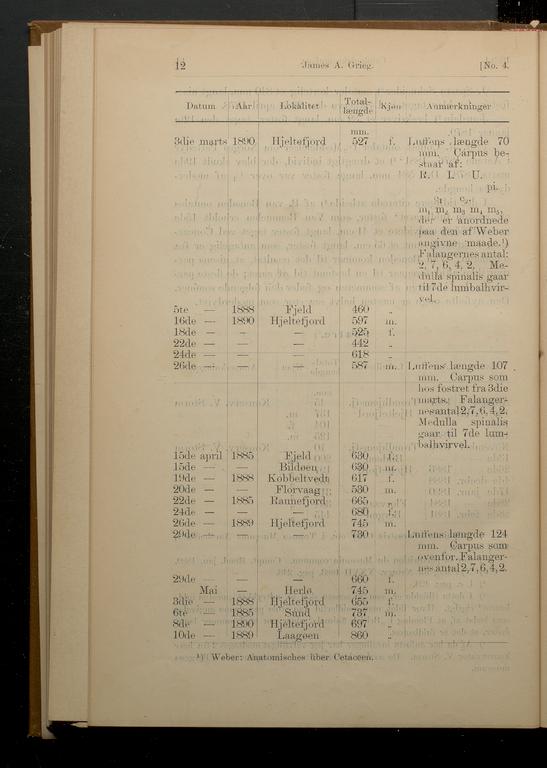 12 James A. Grieg. [No. 4.
Datum Aar Lokalitet Total-længde Kjøn Anmærkninger
mm.
3die marts 1890 Hjeltefjord 527 f. Luffens længde 70
mm. Carpus be-
staar af:
R. I. U.
pi.
m₁ m₂ m₃ m₄ m₅,
der er anordnede
paa den af Weber
angivne maade.¹)
Falangernes antal:
2, 7, 6, 4, 2. Me-
dulla spinalis gaar
til 7de lumbalhvir-
vel.
5te — 1888 Fjeld 460 „
16de — 1890 Hjeltefjord 597 m.
18de — — — 525 f.
22de — — — 442 „
24de — — — 618 „
26de — — — 587 m. Luffens længde 107
mm. Carpus som
hos fostret fra 3die
marts. Falanger-
nes antal 2, 7, 6, 4, 2.
Medulla spinalis
gaar til 7de lum-
balhvirvel.
15de april 1885 Fjeld 630 f.
15de — — Bildøen 630 m.
19de — 1888 Kobbeltvedt 617 f.
20de — — Florvaag 530 m.
22de — 1885 Rannefjord 665 „
24de — — — 680 f.
26de — 1889 Hjeltefjord 745 m.
29de — — — 730 Luffens længde 124
mm. Carpus som
ovenfor. Falanger-
nes antal 2, 7, 6, 4, 2.
29de — — — 660 f.
Mai — Herlø 745 m.
3die — 1888 Hjeltefjord 655 f.
6te — 1885 Sund 737 m.
8de — 1890 Hjeltefjord 697 „
10de — 1889 Laagøen 860 „
¹) Weber: Anatomisches über Cetaceen.